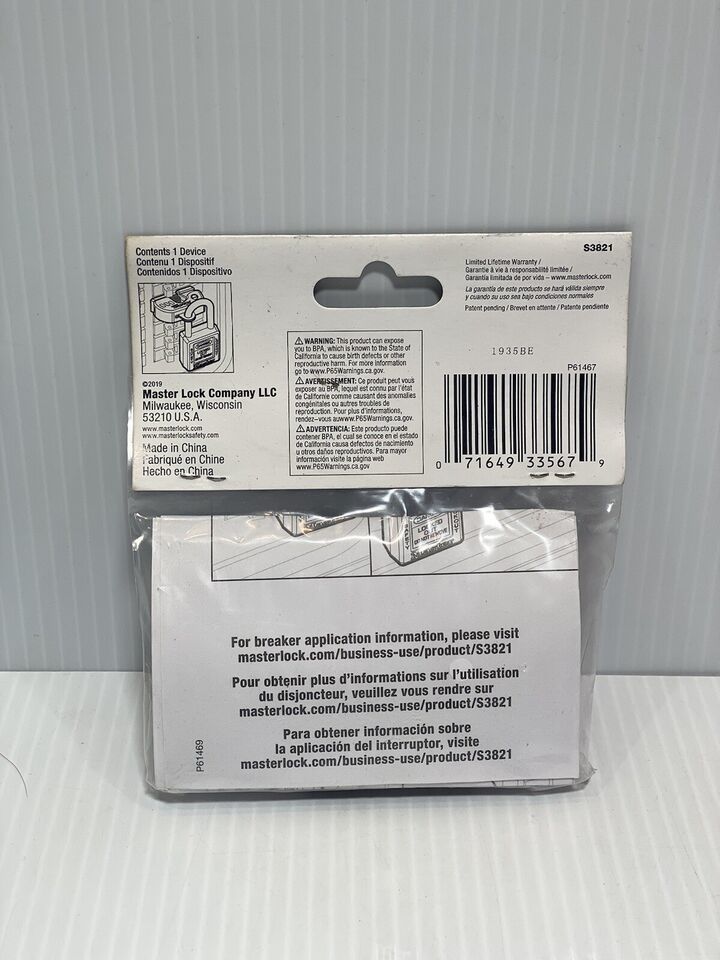 Contents 1 Device
Contenu 1 Dispositif
Contenidos 1 Dispositivo
©2019
Master Lock Company LLC
Milwaukee, Wisconsin
53210 U.S.A.
www.masterlock.com
www.masterlocksafety.com
Made in China
Fabriqué en Chine
Hecho en China
⚠ WARNING: This product can expose
you to BPA, which is known to the State of
California to cause birth defects or other
reproductive harm. For more information
go to www.P65Warnings.ca.gov.
⚠ AVERTISSEMENT: Ce produit peut vous
exposer au BPA, lequel est connu par l'état
de Californie comme causant des anomalies
congénitales ou autres troubles de
reproduction. Pour plus d'informations,
rendez-vous auwww.P65Warnings.ca.gov.
⚠ ADVERTENCIA: Este producto puede
contener BPA, el cual se conoce en el estado
de California causa defectos de nacimiento
u otros daños reproductivos. Para mayor
información visite la página web
www.P65Warnings.ca.gov
S3821
Limited Lifetime Warranty /
Garantie à vie à responsabilité limitée /
Garantía limitada de por vida – www.masterlock.com
La garantía de este producto se hará válida siempre
y cuando su uso sea bajo condiciones normales
Patent pending / Brevet en attente / Patente pendiente
1935BE
P61467
0 71649 33567 9
LOCKED
OUT
DO NOT REMOVE
For breaker application information, please visit
masterlock.com/business-use/product/S3821
Pour obtenir plus d'informations sur l'utilisation
du disjoncteur, veuillez vous rendre sur
masterlock.com/business-use/product/S3821
Para obtener información sobre
la aplicación del interruptor, visite
masterlock.com/business-use/product/S3821
P61469